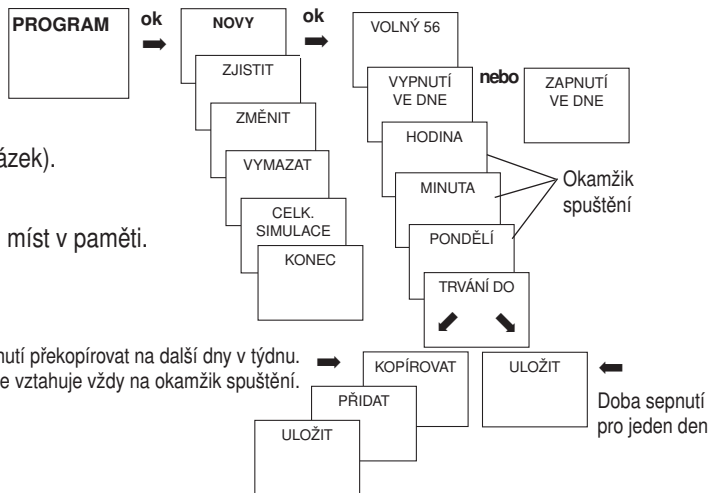 PROGRAM
ok
NOVY
ok
VOLNÝ 56
ZJISTIT
VYPNUTÍ
VE DNE
nebo
ZAPNUTÍ
VE DNE
ZMĚNIT
HODINA
ázek).
VYMAZAT
MINUTA
Okamžik
spuštění
CELK.
SIMULACE
míst v paměti.
PONDĚLÍ
KONEC
TRVÁNÍ DO
nutí překopírovat na další dny v týdnu.
e vztahuje vždy na okamžik spuštění.
KOPÍROVAT
ULOŽIT
PŘIDAT
Doba sepnutí
pro jeden den
ULOŽIT